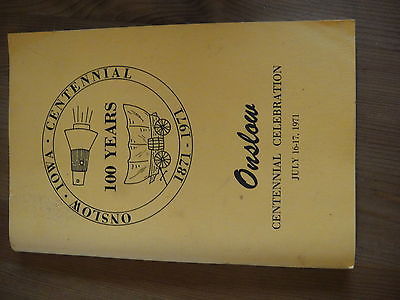 ONSLOW · IOWA · CENTENNIAL
1871 - 1971
100 YEARS
Onslow
CENTENNIAL CELEBRATION
JULY 16-17, 1971